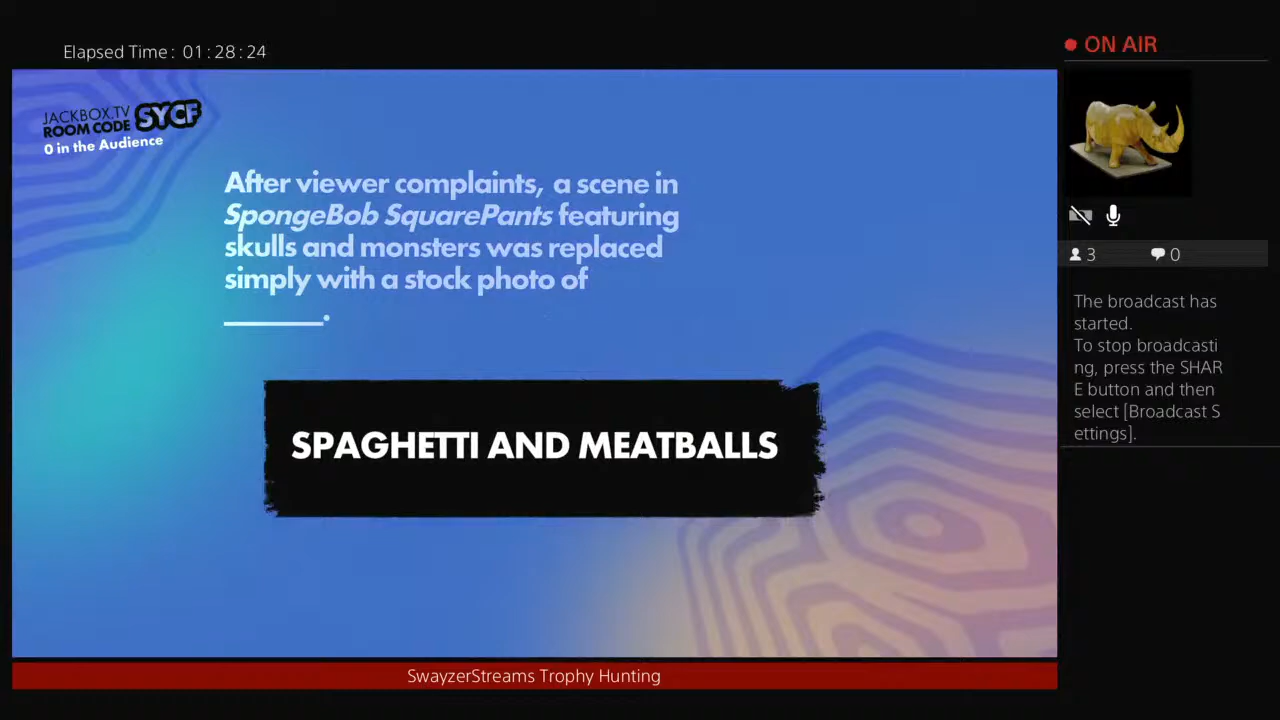 Elapsed Time: 01:28:24
ON AIR
JACKBOX.TV
ROOM CODE SYCF
0 in the Audience
After viewer complaints, a scene in
SpongeBob SquarePants featuring
skulls and monsters was replaced
simply with a stock photo of
________.
SPAGHETTI AND MEATBALLS
3 0
The broadcast has
started.
To stop broadcasti
ng, press the SHAR
E button and then
select [Broadcast S
ettings].
SwayzerStreams Trophy Hunting